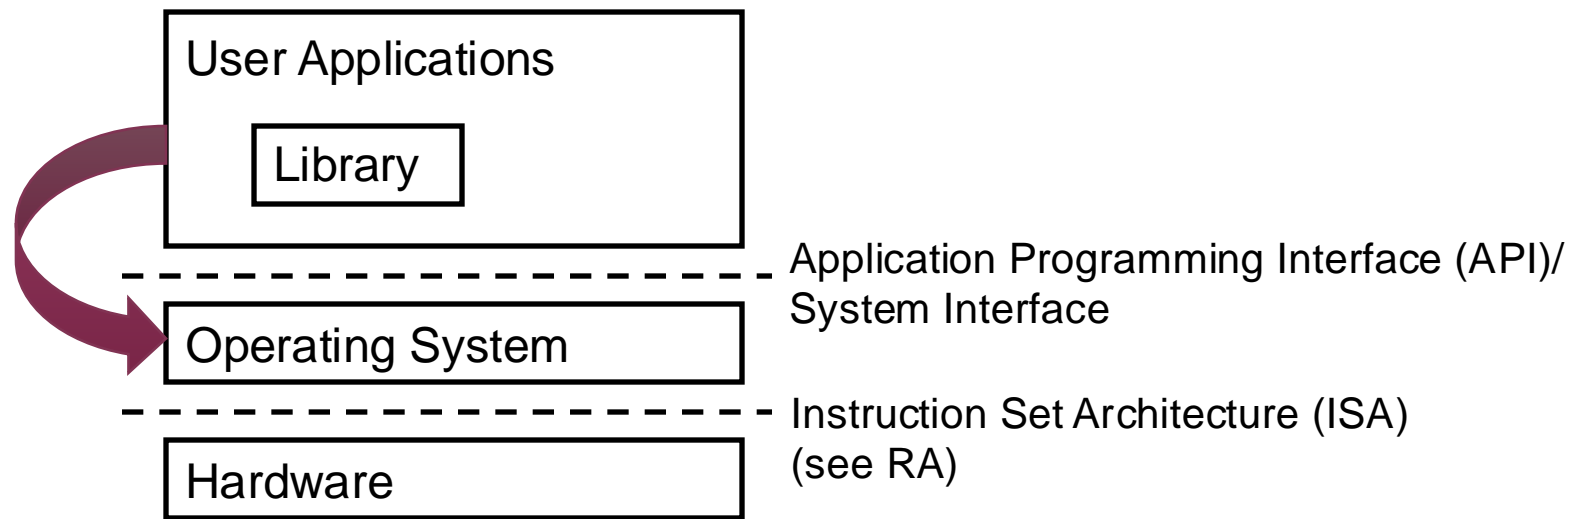 User Applications
Library
Application Programming Interface (API)/
System Interface
Operating System
Instruction Set Architecture (ISA)
(see RA)
Hardware